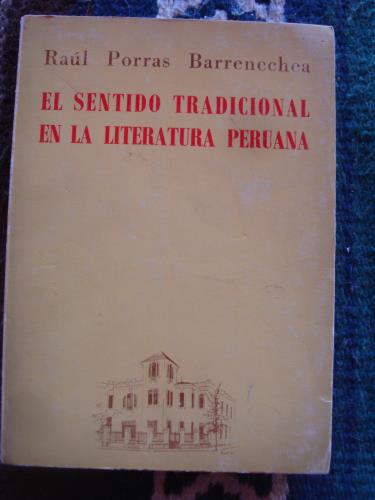 Raúl Porras Barrenechea
EL SENTIDO TRADICIONAL
EN LA LITERATURA PERUANA